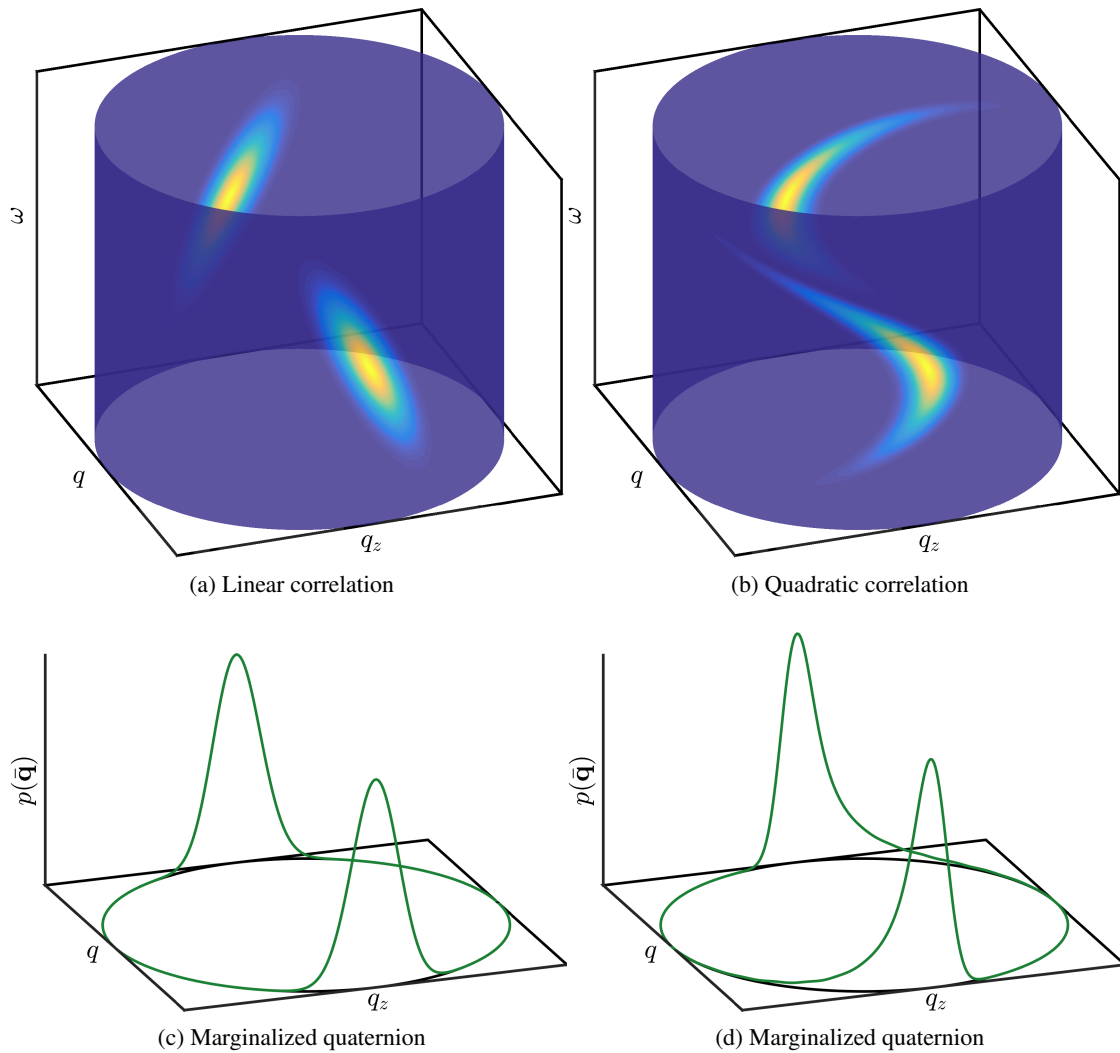 ω
q
q_z
(a) Linear correlation
ω
q
q_z
(b) Quadratic correlation
p(q̄)
q
q_z
(c) Marginalized quaternion
p(q̄)
q
q_z
(d) Marginalized quaternion